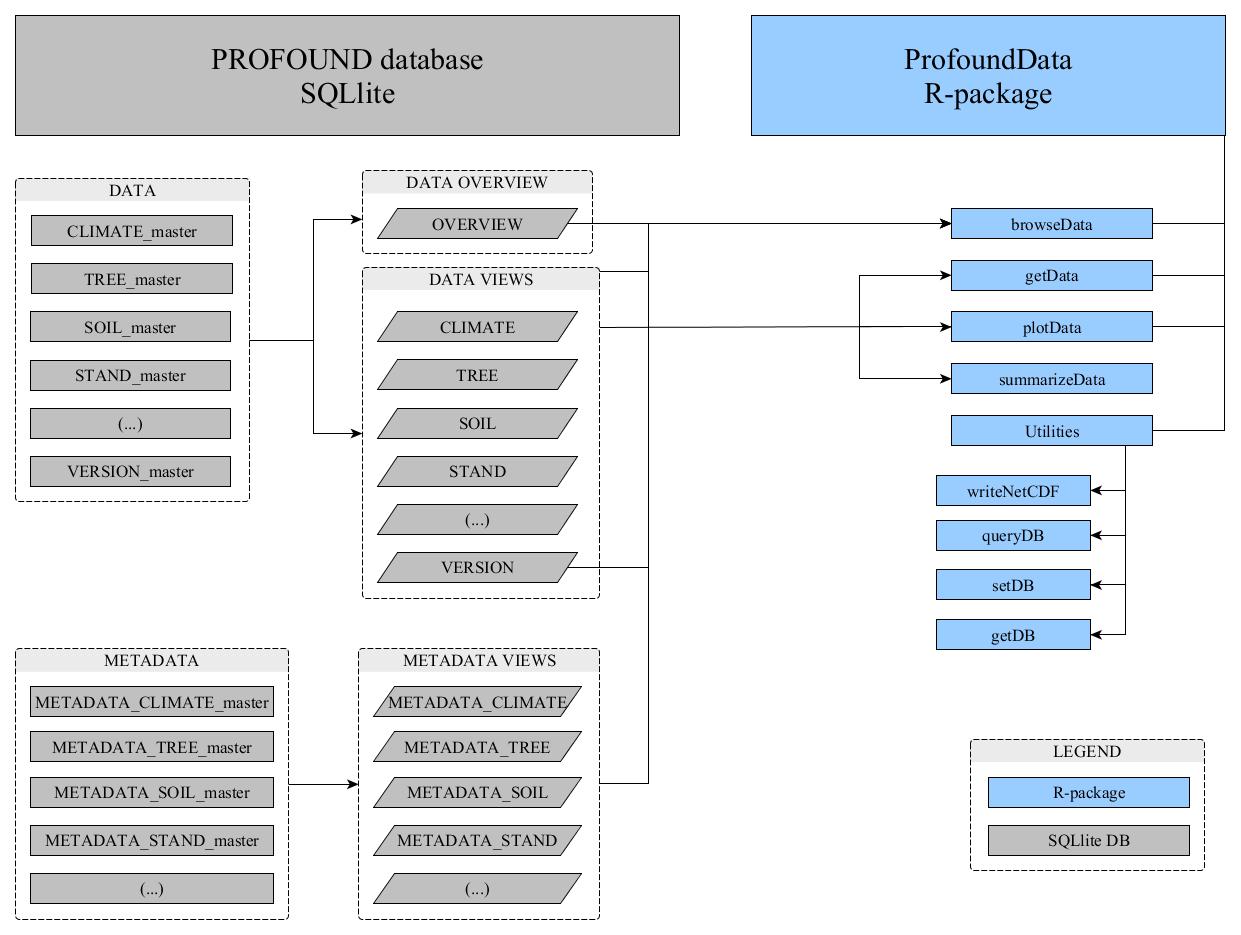 PROFOUND database
SQLlite
ProfoundData
R-package
DATA
CLIMATE_master
TREE_master
SOIL_master
STAND_master
(...)
VERSION_master
DATA OVERVIEW
OVERVIEW
DATA VIEWS
CLIMATE
TREE
SOIL
STAND
(...)
VERSION
browseData
getData
plotData
summarizeData
Utilities
writeNetCDF
queryDB
setDB
getDB
METADATA
METADATA_CLIMATE_master
METADATA_TREE_master
METADATA_SOIL_master
METADATA_STAND_master
(...)
METADATA VIEWS
METADATA_CLIMATE
METADATA_TREE
METADATA_SOIL
METADATA_STAND
(...)
LEGEND
R-package
SQLlite DB